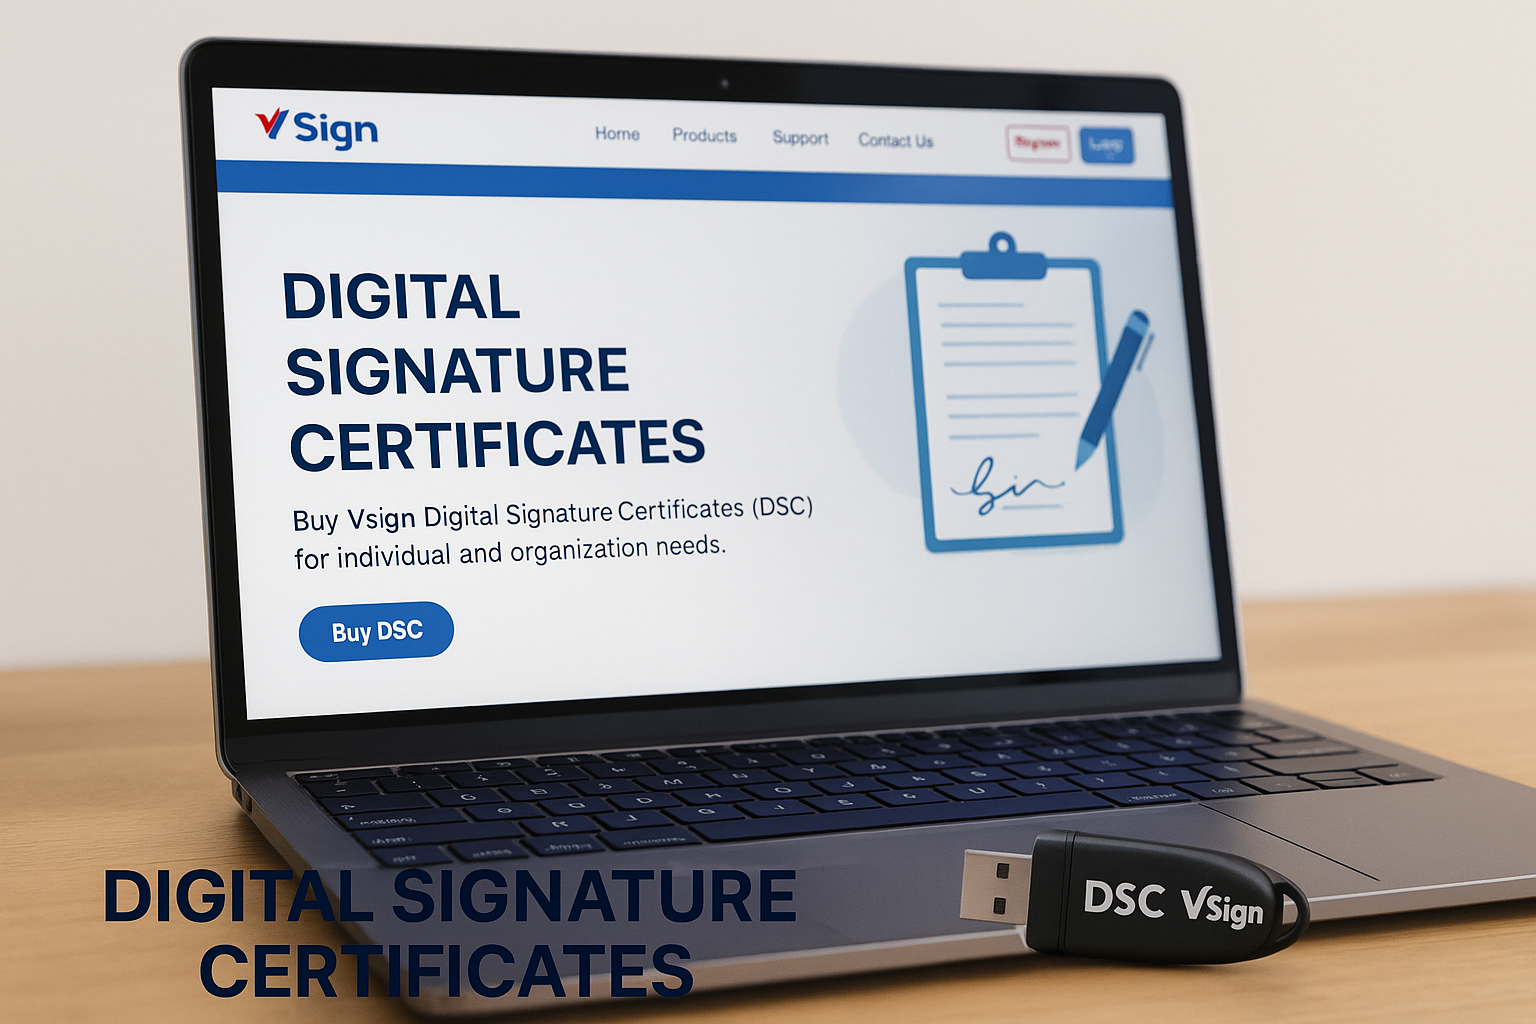 VSign
Home Products Support Contact Us
DIGITAL
SIGNATURE
CERTIFICATES
Buy Vsign Digital Signature Certificates (DSC)
for individual and organization needs.
Buy DSC
DSC VSign
DIGITAL SIGNATURE
CERTIFICATES